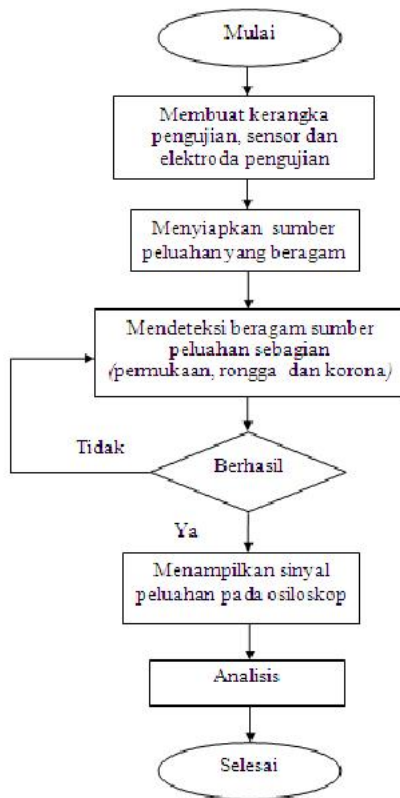 Mulai
Membuat kerangka
pengujian, sensor dan
elektroda pengujian
Menyiapkan sumber
peluahan yang beragam
Mendeteksi beragam sumber
peluahan sebagian
(permukaan, rongga dan korona)
Tidak
Berhasil
Ya
Menampilkan sinyal
peluahan pada osiloskop
Analisis
Selesai